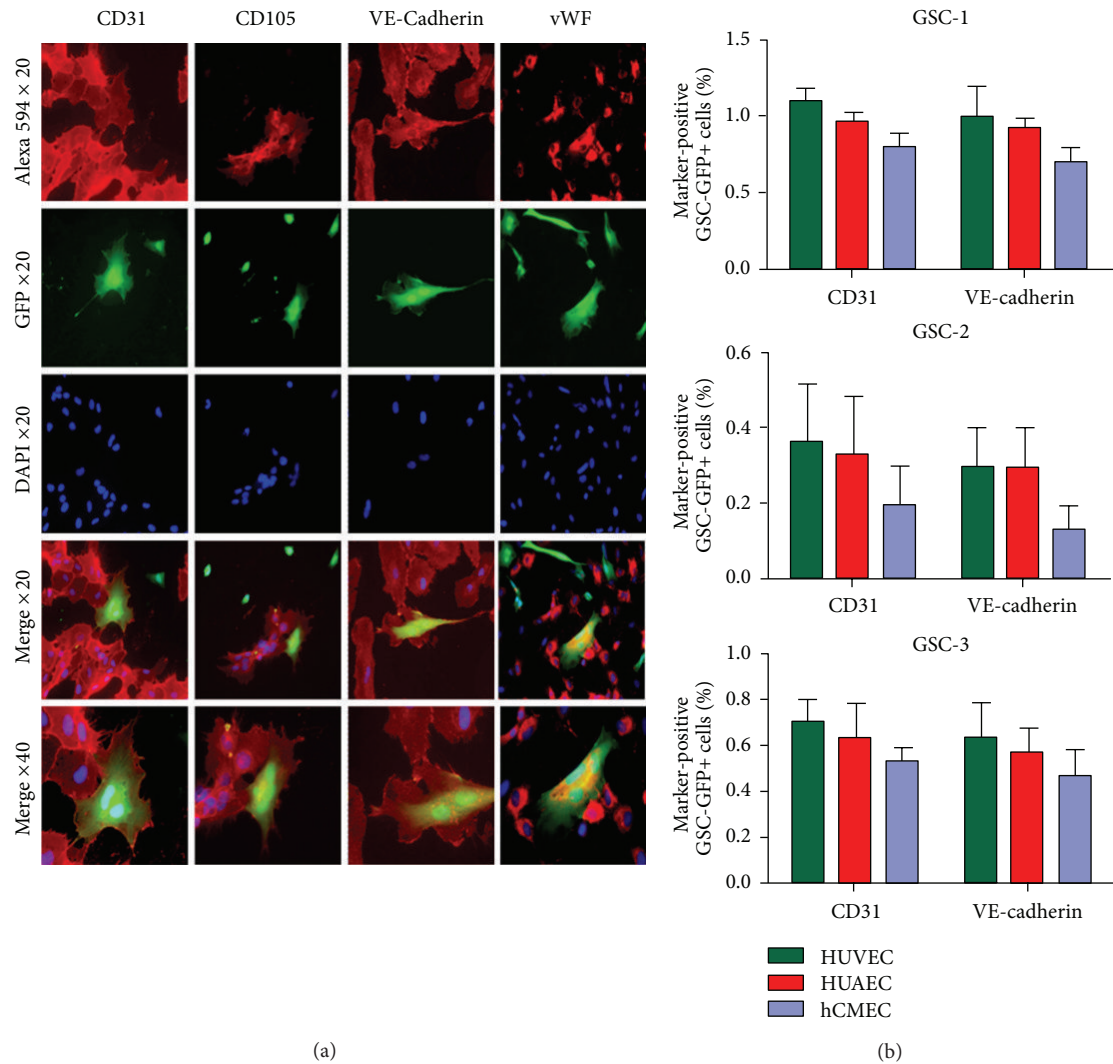 CD31 CD105 VE-Cadherin vWF
Alexa 594 × 20
GFP ×20
DAPI ×20
Merge ×20
Merge ×40
(a)
GSC-1
Marker-positive
GSC-GFP+ cells (%)
1.5
1.0
0.5
0.0
CD31 VE-cadherin
GSC-2
Marker-positive
GSC-GFP+ cells (%)
0.6
0.4
0.2
0.0
CD31 VE-cadherin
GSC-3
Marker-positive
GSC-GFP+ cells (%)
1.0
0.8
0.6
0.4
0.2
0.0
CD31 VE-cadherin
HUVEC
HUAEC
hCMEC
(b)